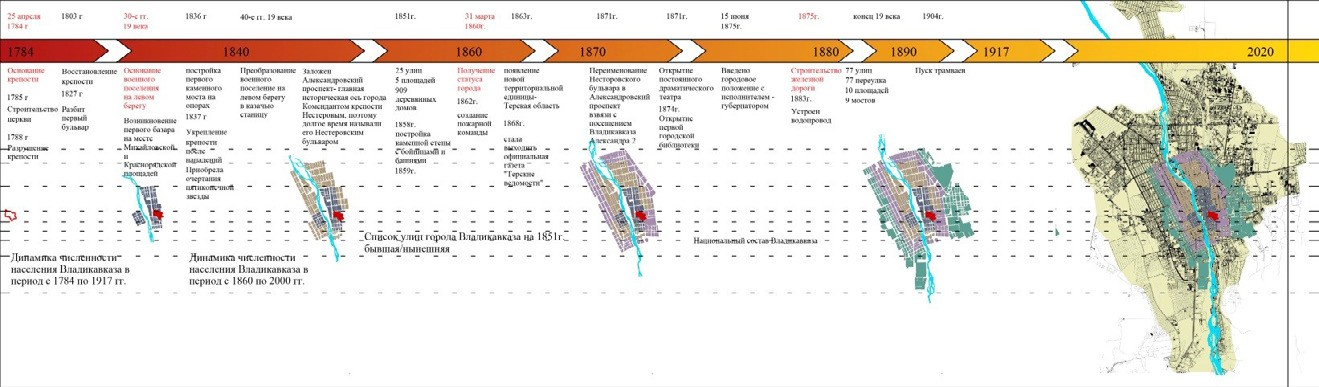 25 апреля
1784 г
1803 г
30-е гг.
19 века
1836 г
40-е гг. 19 века
1851г.
31 марта
1860г.
1863г.
1871г.
1871г.
15 июня
1875г.
1875г.
конец 19 века
1904г.
1784
1840
1860
1870
1880
1890
1917
2020
Основание
крепости
1785 г
Строительство
церкви
1788 г
Разрушение
крепости
Восстановление
крепости
1827 г
Разбит
первый
бульвар
Основание
военного
поселения
на левом
берегу
Возникновение
первого базара
на месте
Михайловской
и
Краснорядской
площадей
постройка
первого
каменного
моста на
опорах
1837 г
Укрепление
крепости
после
нападений
Приобрела
очертания
пятиконечной
звезды
Преобразование
военного
поселение на
левом берегу
в казачью
станицу
Заложен
Александровский
проспект- главная
историческая ось города
Комендантом крепости
Нестеровым, поэтому
долгое время называли
его Нестеровским
бульваром
25 улиц
5 площадей
909
деревянных
домов
1858г.
постройка
каменной стены
с бойницами и
башнями
1859г.
Получение
статуса
города
1862г.
создание
пожарной
команды
появление
новой
территориальной
единицы-
Терская область
1868г.
стала
выходить
официальная
газета
"Терские
ведомости"
Переименование
Несторовского
бульвара в
Александровский
проспект
взязи с
посещением
Владикавказа
Александра ?
Открытие
постоянного
драматического
театра
1874г.
Открытие
первой
городской
библиотеки
Введено
городовое
положение с
исполнителем -
губернатором
Строительство
железной
дороги
1883г.
Устроен
водопровод
77 улиц
77 переулка
10 площадей
9 мостов
Пуск трамваев
Динамика численности
населения Владикавказа в
период с 1784 по 1917 гг.
Динамика численности
населения Владикавказа в
период с 1860 по 2000 гг.
Список улиц города Владикавказа на 1851г.
бывшая/нынешняя
Национальный состав Владикавказа